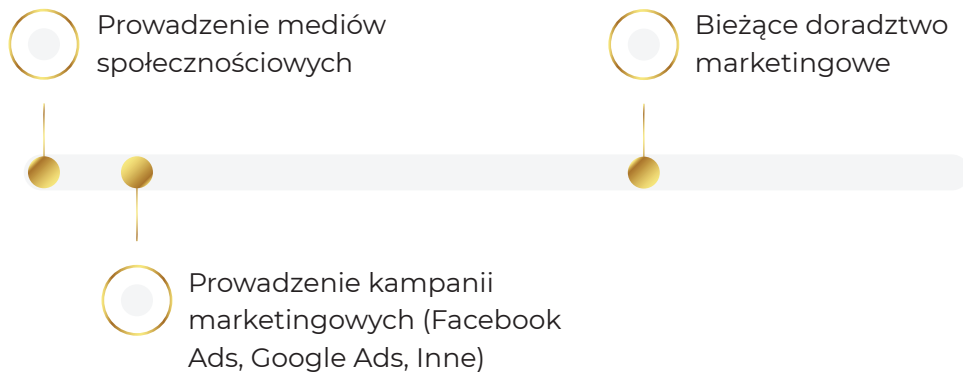 Prowadzenie mediów
społecznościowych
Bieżące doradztwo
marketingowe
Prowadzenie kampanii
marketingowych (Facebook
Ads, Google Ads, Inne)